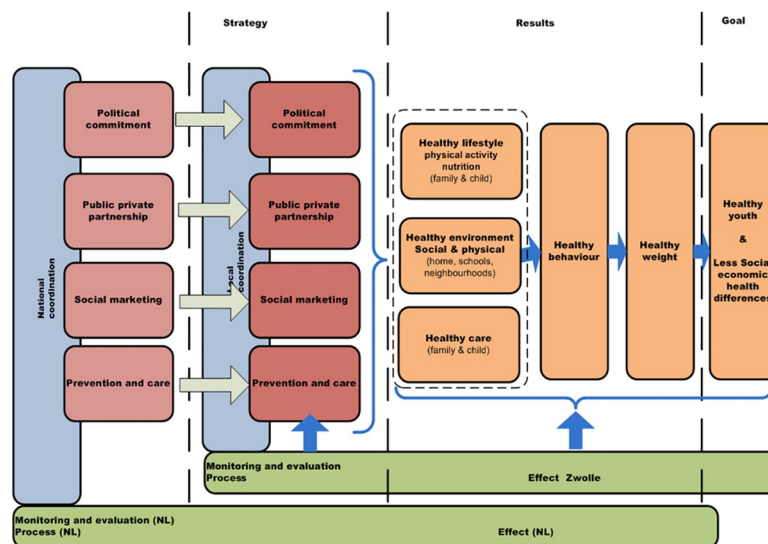 Strategy
Results
Goal
National
coordination
Political
commitment
Public private
partnership
Social marketing
Prevention and care
coordination
Political
commitment
Public private
partnership
Social marketing
Prevention and care
Healthy lifestyle
physical activity
nutrition
(family & child)
Healthy environment
Social & physical
(home, schools,
neighbourhoods)
Healthy care
(family & child)
Healthy
behaviour
Healthy
weight
Healthy
youth
&
Less Social
economic
health
differences
Monitoring and evaluation
Process
Effect Zwolle
Monitoring and evaluation (NL)
Process (NL)
Effect (NL)